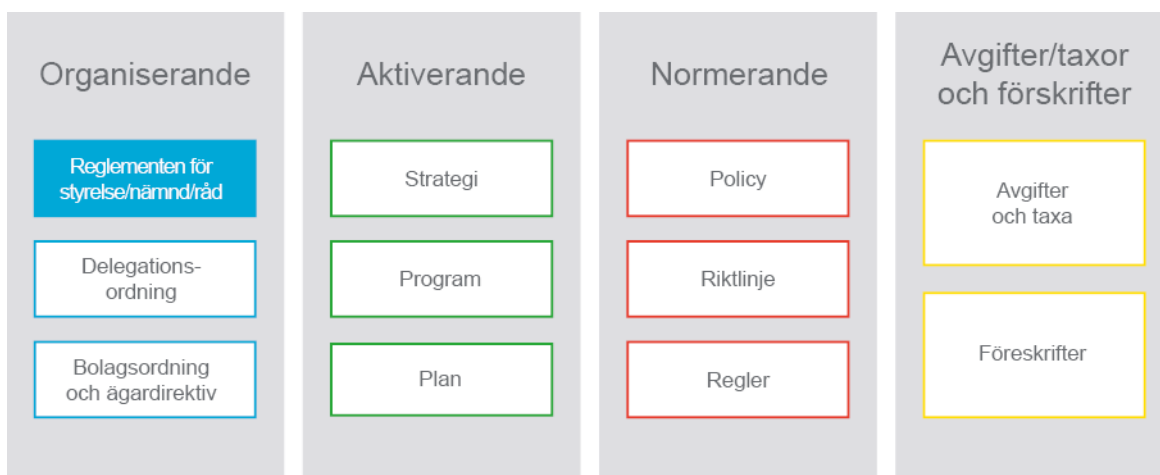 Organiserande
Reglementen för
styrelse/nämnd/råd
Delegations-
ordning
Bolagsordning
och ägardirektiv
Aktiverande
Strategi
Program
Plan
Normerande
Policy
Riktlinje
Regler
Avgifter/taxor
och förskrifter
Avgifter
och taxa
Föreskrifter